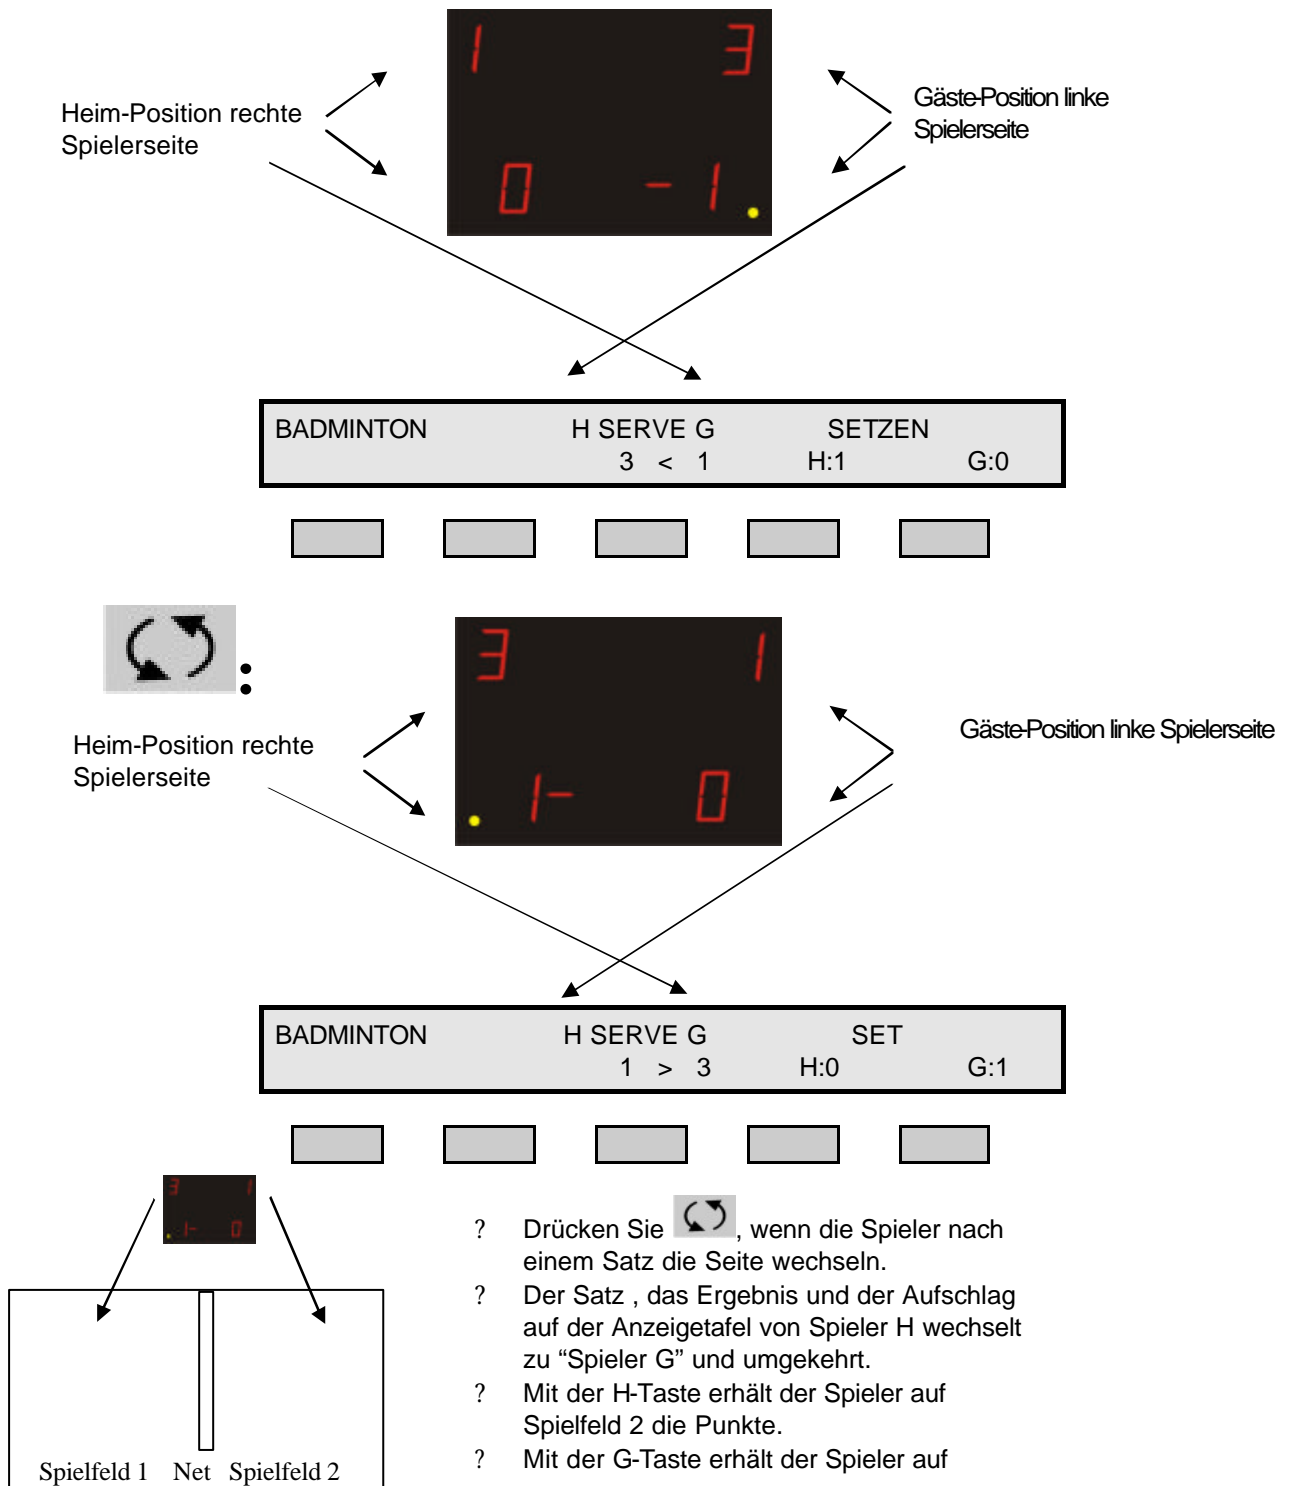 1 3
Heim-Position rechte
Spielerseite
Gäste-Position linke
Spielerseite
0 - 1
BADMINTON H SERVE G SETZEN
3 < 1 H:1 G:0
:
3 1
Heim-Position rechte
Spielerseite
Gäste-Position linke Spielerseite
1- 0
BADMINTON H SERVE G SET
1 > 3 H:0 G:1
3 1
1- 0
? Drücken Sie , wenn die Spieler nach
einem Satz die Seite wechseln.
? Der Satz , das Ergebnis und der Aufschlag
auf der Anzeigetafel von Spieler H wechselt
zu “Spieler G” und umgekehrt.
? Mit der H-Taste erhält der Spieler auf
Spielfeld 2 die Punkte.
? Mit der G-Taste erhält der Spieler auf
Spielfeld 1 Net Spielfeld 2